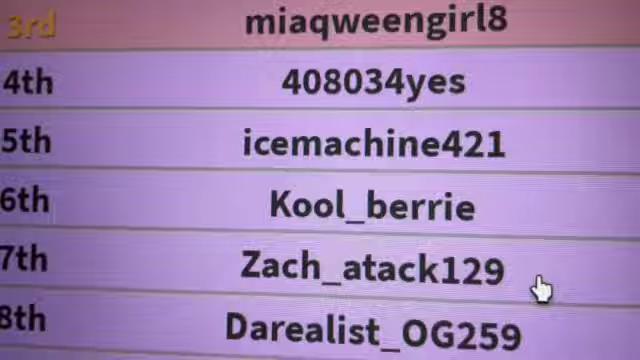 3rd miaqweengirl8
4th 408034yes
5th icemachine421
6th Kool_berrie
7th Zach_atack129
8th Darealist_OG259